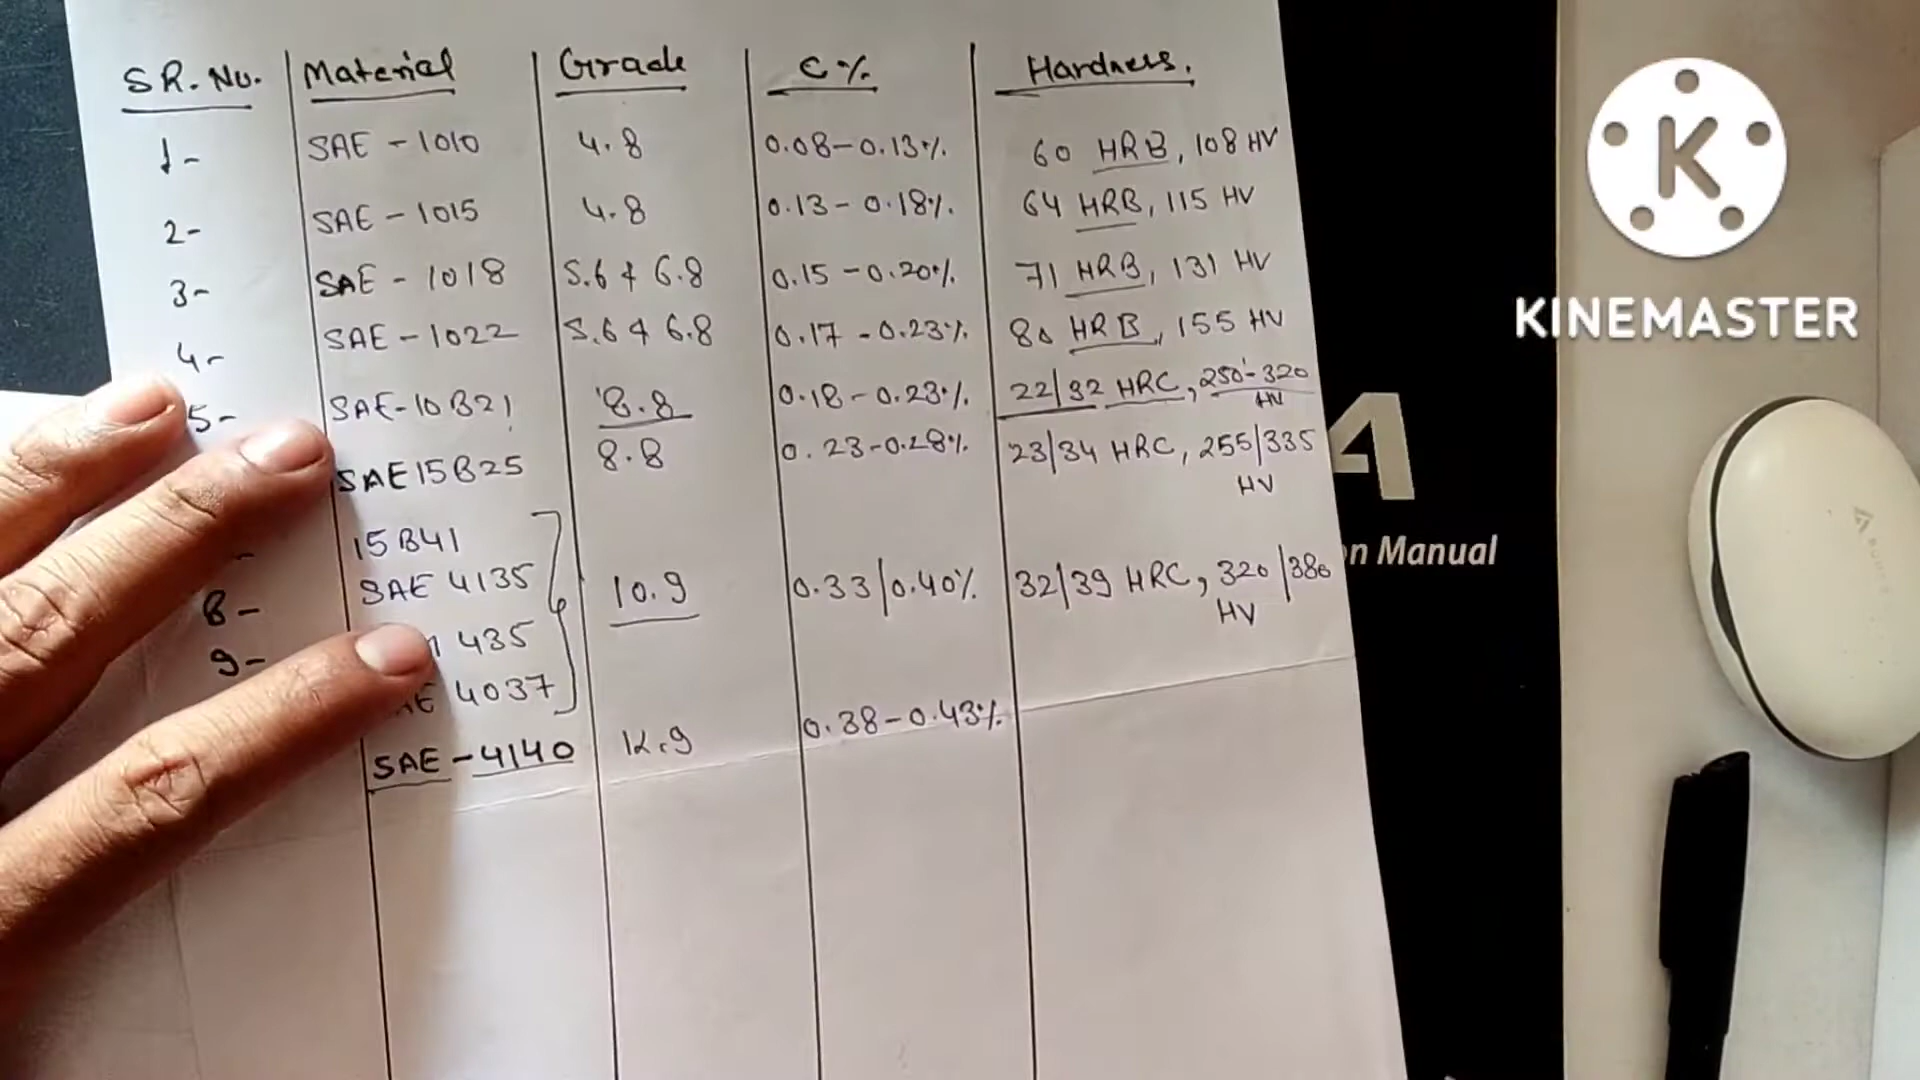 SR. No. Material Grade C% Hardness.
1- SAE - 1010 4.8 0.08-0.13% 60 HRB, 108 HV
2- SAE - 1015 4.8 0.13-0.18% 64 HRB, 115 HV
3- SAE - 1018 5.6 & 6.8 0.15-0.20% 71 HRB, 131 HV
4- SAE - 1022 5.6 & 6.8 0.17-0.23% 80 HRB, 155 HV
5- SAE-10B21 8.8 0.18-0.23% 22/32 HRC, 250-320 HV
SAE15B25 8.8 0.23-0.28% 23/34 HRC, 255/335 HV
15B41
8- SAE 4135 10.9 0.33/0.40% 32/39 HRC, 320/380 HV
9- 435
4037
SAE-4140 12.9 0.38-0.43%
K
KINEMASTER
A
Manual